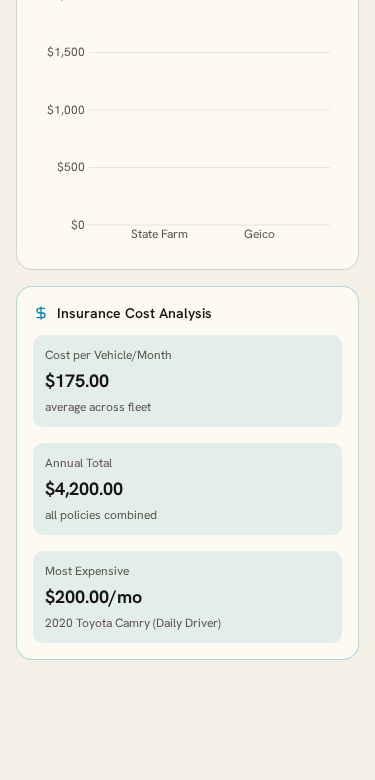 $1,500
$1,000
$500
$0
State Farm Geico
Insurance Cost Analysis
Cost per Vehicle/Month
$175.00
average across fleet
Annual Total
$4,200.00
all policies combined
Most Expensive
$200.00/mo
2020 Toyota Camry (Daily Driver)